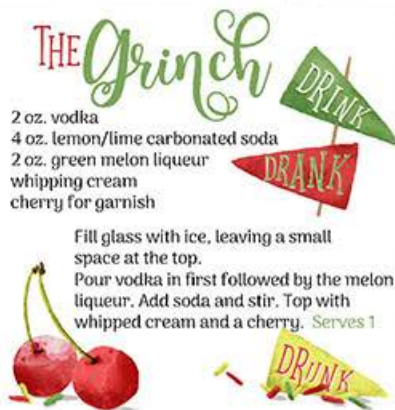 THE Grinch
DRINK
DRANK
2 oz. vodka
4 oz. lemon/lime carbonated soda
2 oz. green melon liqueur
whipping cream
cherry for garnish
Fill glass with ice, leaving a small
space at the top.
Pour vodka in first followed by the melon
liqueur. Add soda and stir. Top with
whipped cream and a cherry. Serves 1
DRUNK